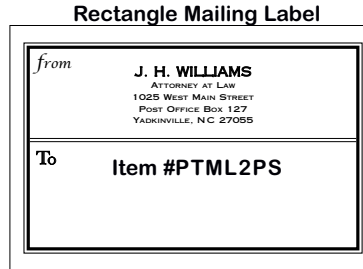 Rectangle Mailing Label
from
J. H. WILLIAMS
ATTORNEY AT LAW
1025 WEST MAIN STREET
POST OFFICE BOX 127
YADKINVILLE, NC 27055
To
Item #PTML2PS